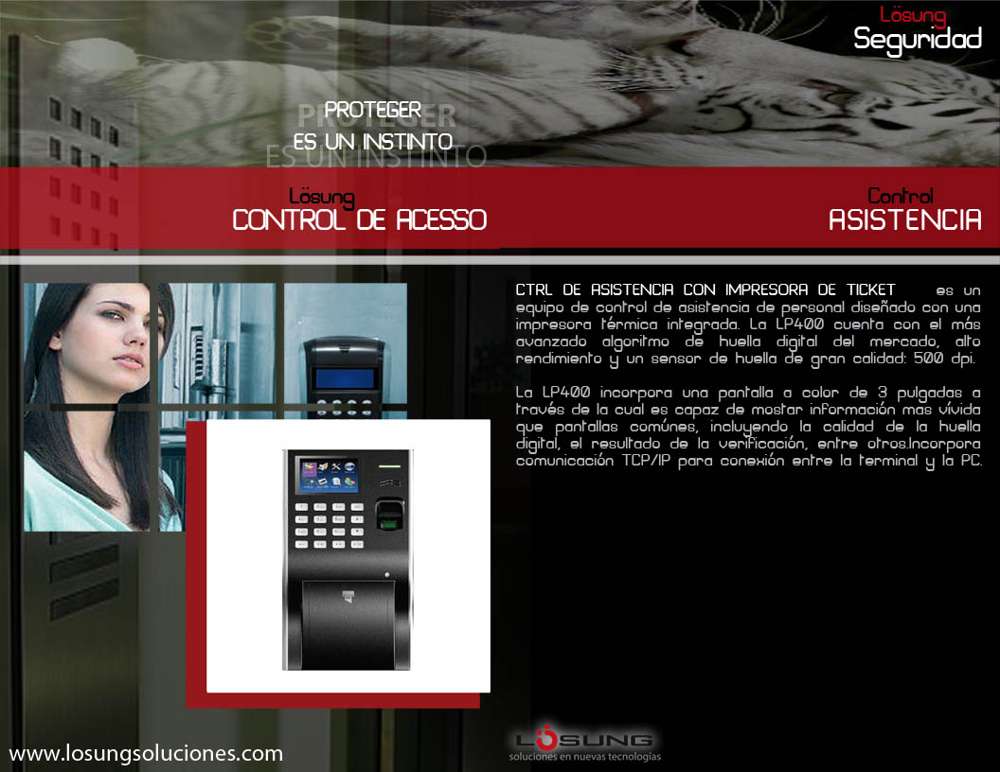 Lösung
Seguridad
PROTEGER
PROTEGER
ES UN INSTINTO
ES UN INSTINTO
Lösung
CONTROL DE ACESSO
Control
ASISTENCIA
CTRL DE ASISTENCIA CON IMPRESORA DE TICKET es un
equipo de control de asistencia de personal diseñado con una
impresora térmica integrada. La LP400 cuenta con el más
avanzado algoritmo de huella digital del mercado, alto
rendimiento y un sensor de huella de gran calidad: 500 dpi.
La LP400 incorpora una pantalla a color de 3 pulgadas a
través de la cual es capaz de mostar información mas vívida
que pantallas comúnes, incluyendo la calidad de la huella
digital, el resultado de la verificación, entre otros.Incorpora
comunicación TCP/IP para conexión entre la terminal y la PC.
LÖSUNG
soluciones en nuevas tecnologías
www.losungsoluciones.com